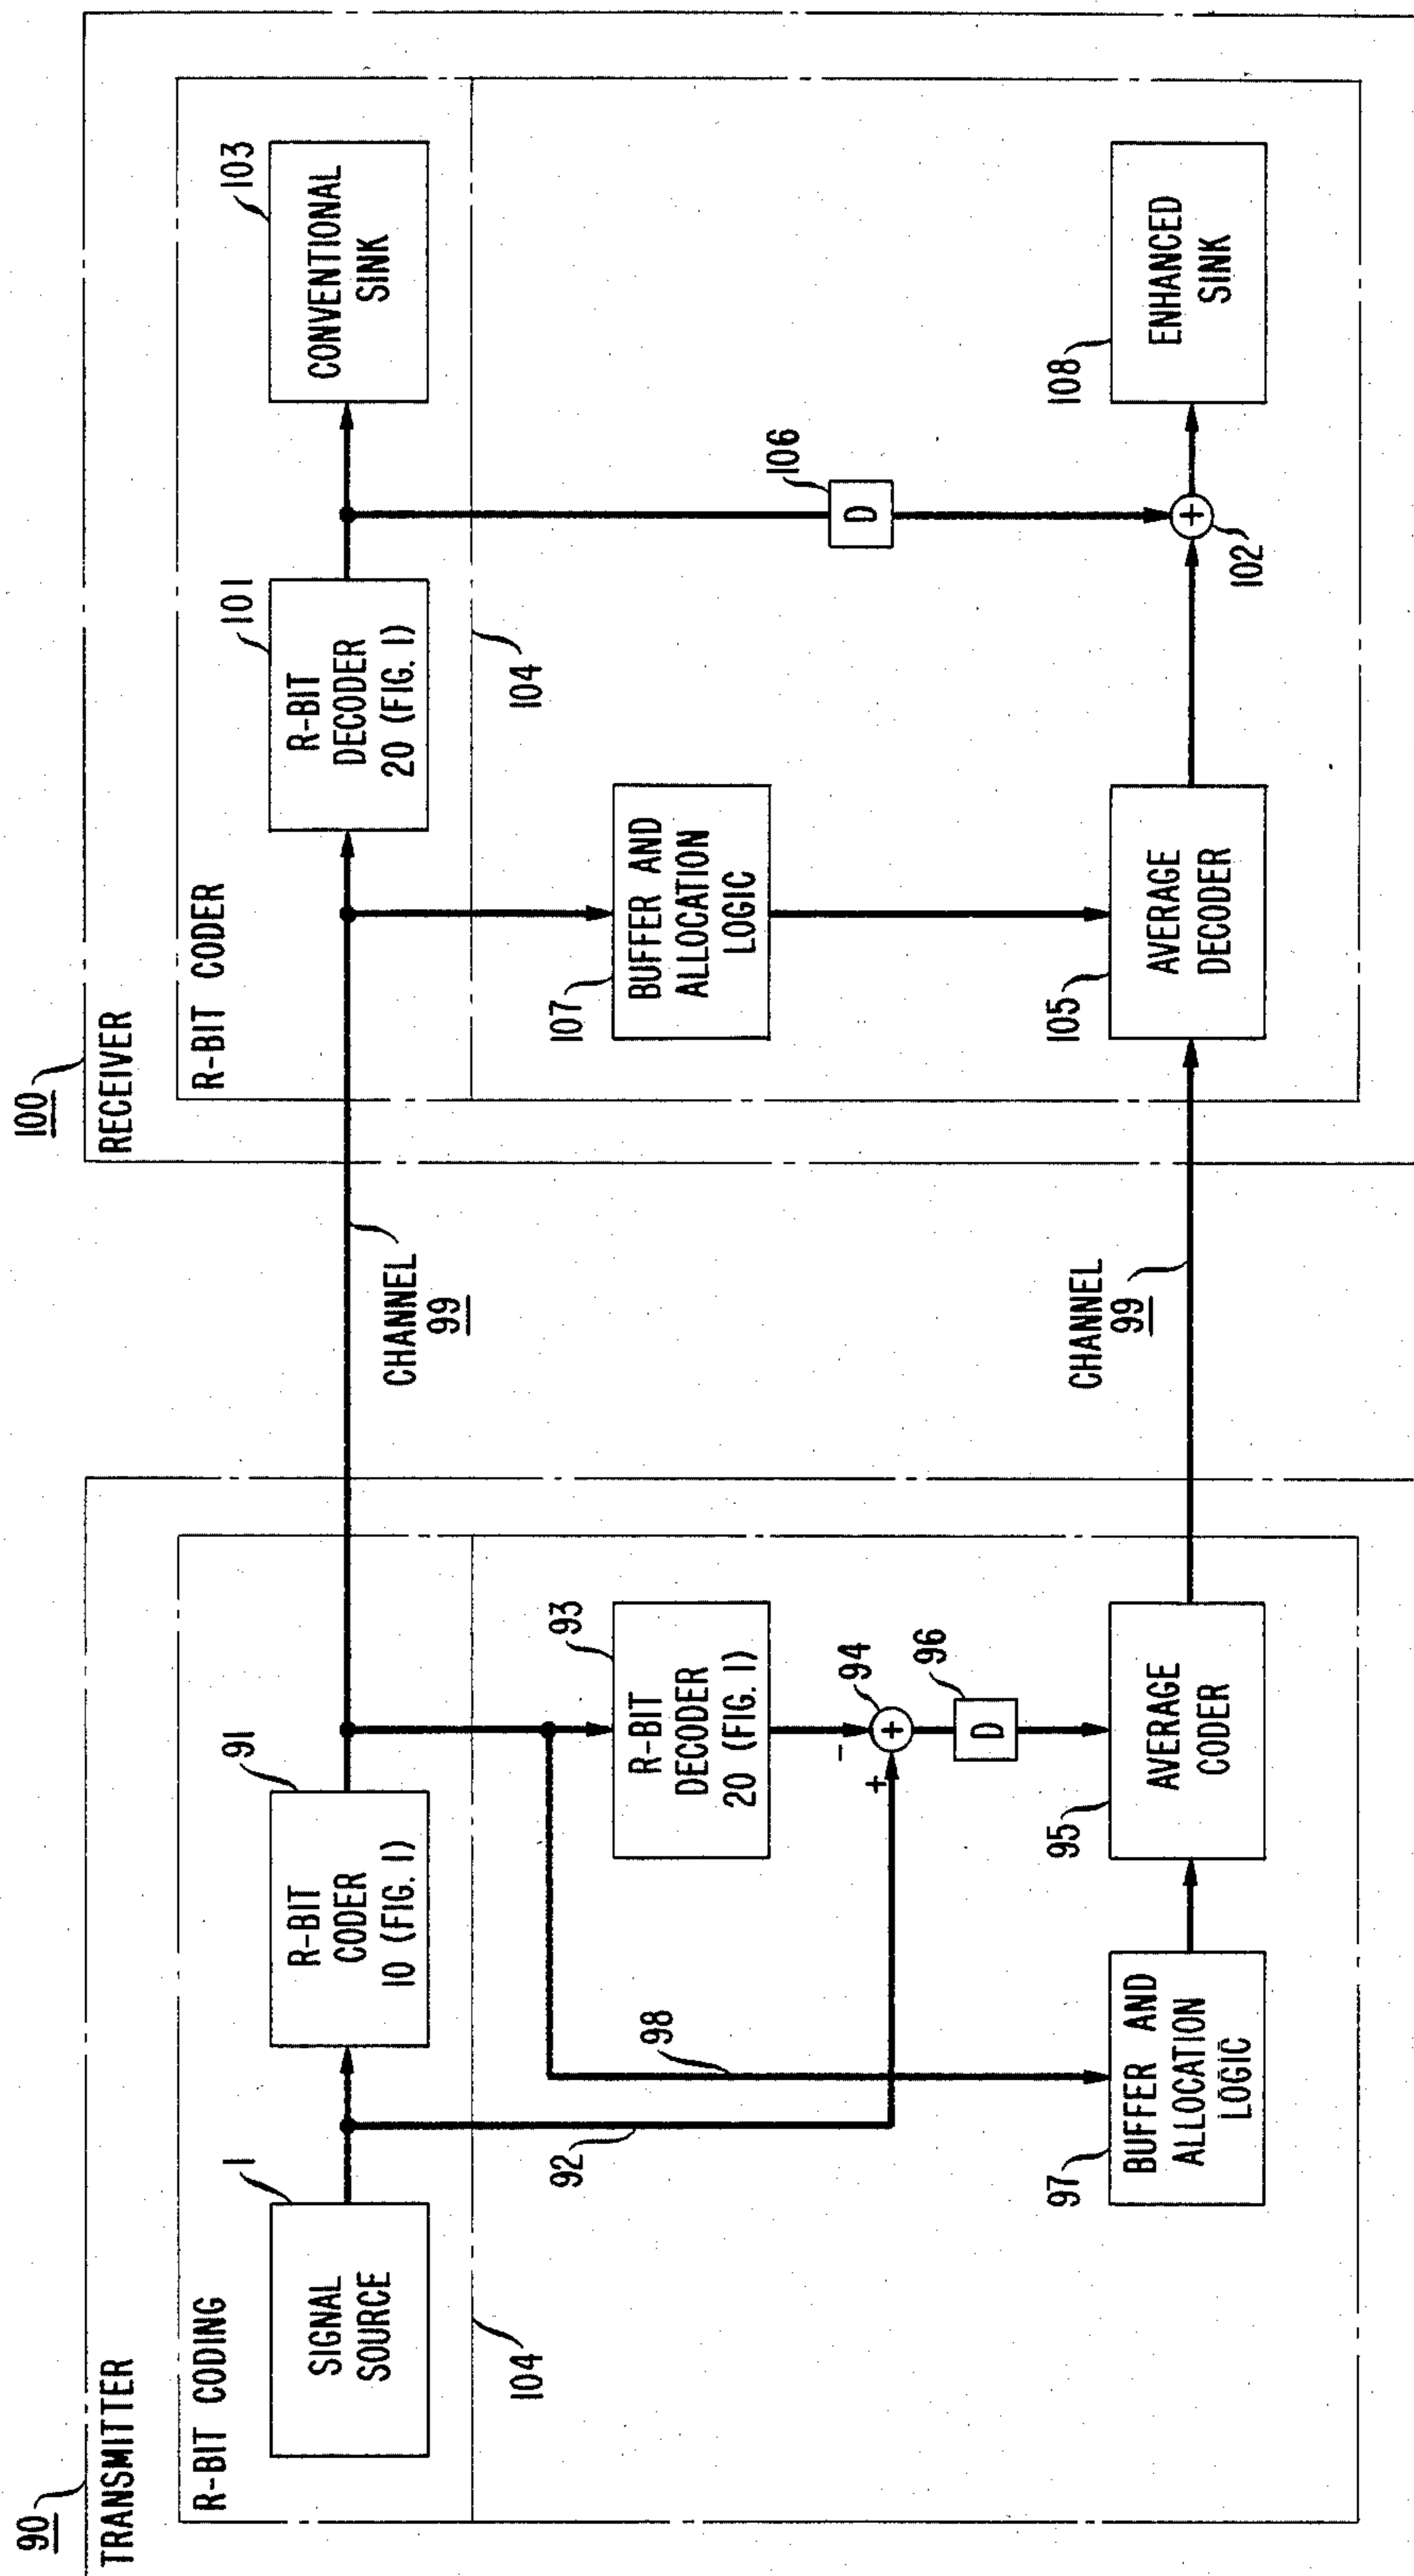 90
TRANSMITTER
R-BIT CODING
SIGNAL
SOURCE
1
R-BIT
CODER
10 (FIG. 1)
91
104
92
98
R-BIT
DECODER
20 (FIG. 1)
93
94
-
+
+
96
D
BUFFER AND
ALLOCATION
LOGIC
97
AVERAGE
CODER
95
CHANNEL
99
CHANNEL
99
100
RECEIVER
R-BIT CODER
R-BIT
DECODER
20 (FIG. 1)
101
CONVENTIONAL
SINK
103
104
BUFFER AND
ALLOCATION
LOGIC
107
106
D
AVERAGE
DECODER
105
+
102
ENHANCED
SINK
108